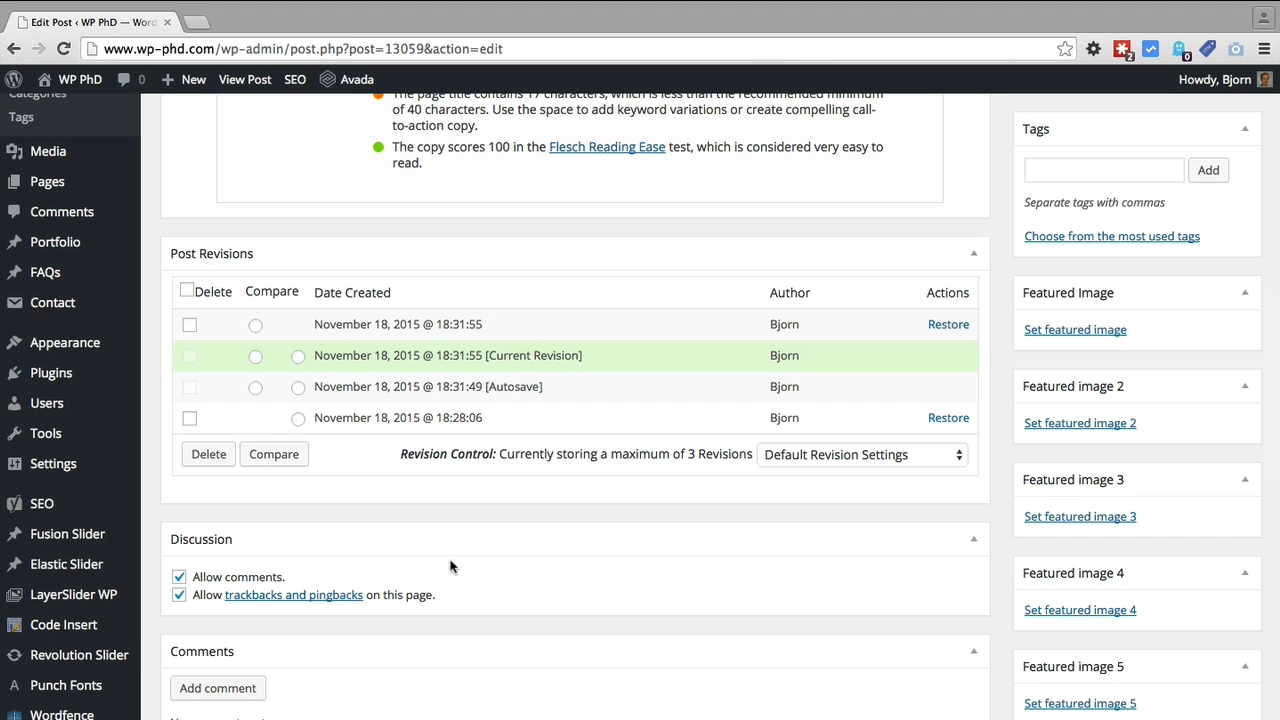 Edit Post ‹ WP PhD — Word
www.wp-phd.com/wp-admin/post.php?post=13059&action=edit
2
0
WP PhD
0
New
View Post
SEO
Avada
Howdy, Bjorn
Categories
Tags
Media
Pages
Comments
Portfolio
FAQs
Contact
Appearance
Plugins
Users
Tools
Settings
SEO
Fusion Slider
Elastic Slider
LayerSlider WP
Code Insert
Revolution Slider
Punch Fonts
Wordfence
The page title contains 17 characters, which is less than the recommended minimum
of 40 characters. Use the space to add keyword variations or create compelling call-
to-action copy.
The copy scores 100 in the Flesch Reading Ease test, which is considered very easy to
read.
Post Revisions
Delete Compare Date Created Author Actions
November 18, 2015 @ 18:31:55 Bjorn Restore
November 18, 2015 @ 18:31:55 [Current Revision] Bjorn
November 18, 2015 @ 18:31:49 [Autosave] Bjorn
November 18, 2015 @ 18:28:06 Bjorn Restore
Delete Compare Revision Control: Currently storing a maximum of 3 Revisions Default Revision Settings
Discussion
Allow comments.
Allow trackbacks and pingbacks on this page.
Comments
Add comment
Tags
Add
Separate tags with commas
Choose from the most used tags
Featured Image
Set featured image
Featured image 2
Set featured image 2
Featured image 3
Set featured image 3
Featured image 4
Set featured image 4
Featured image 5
Set featured image 5